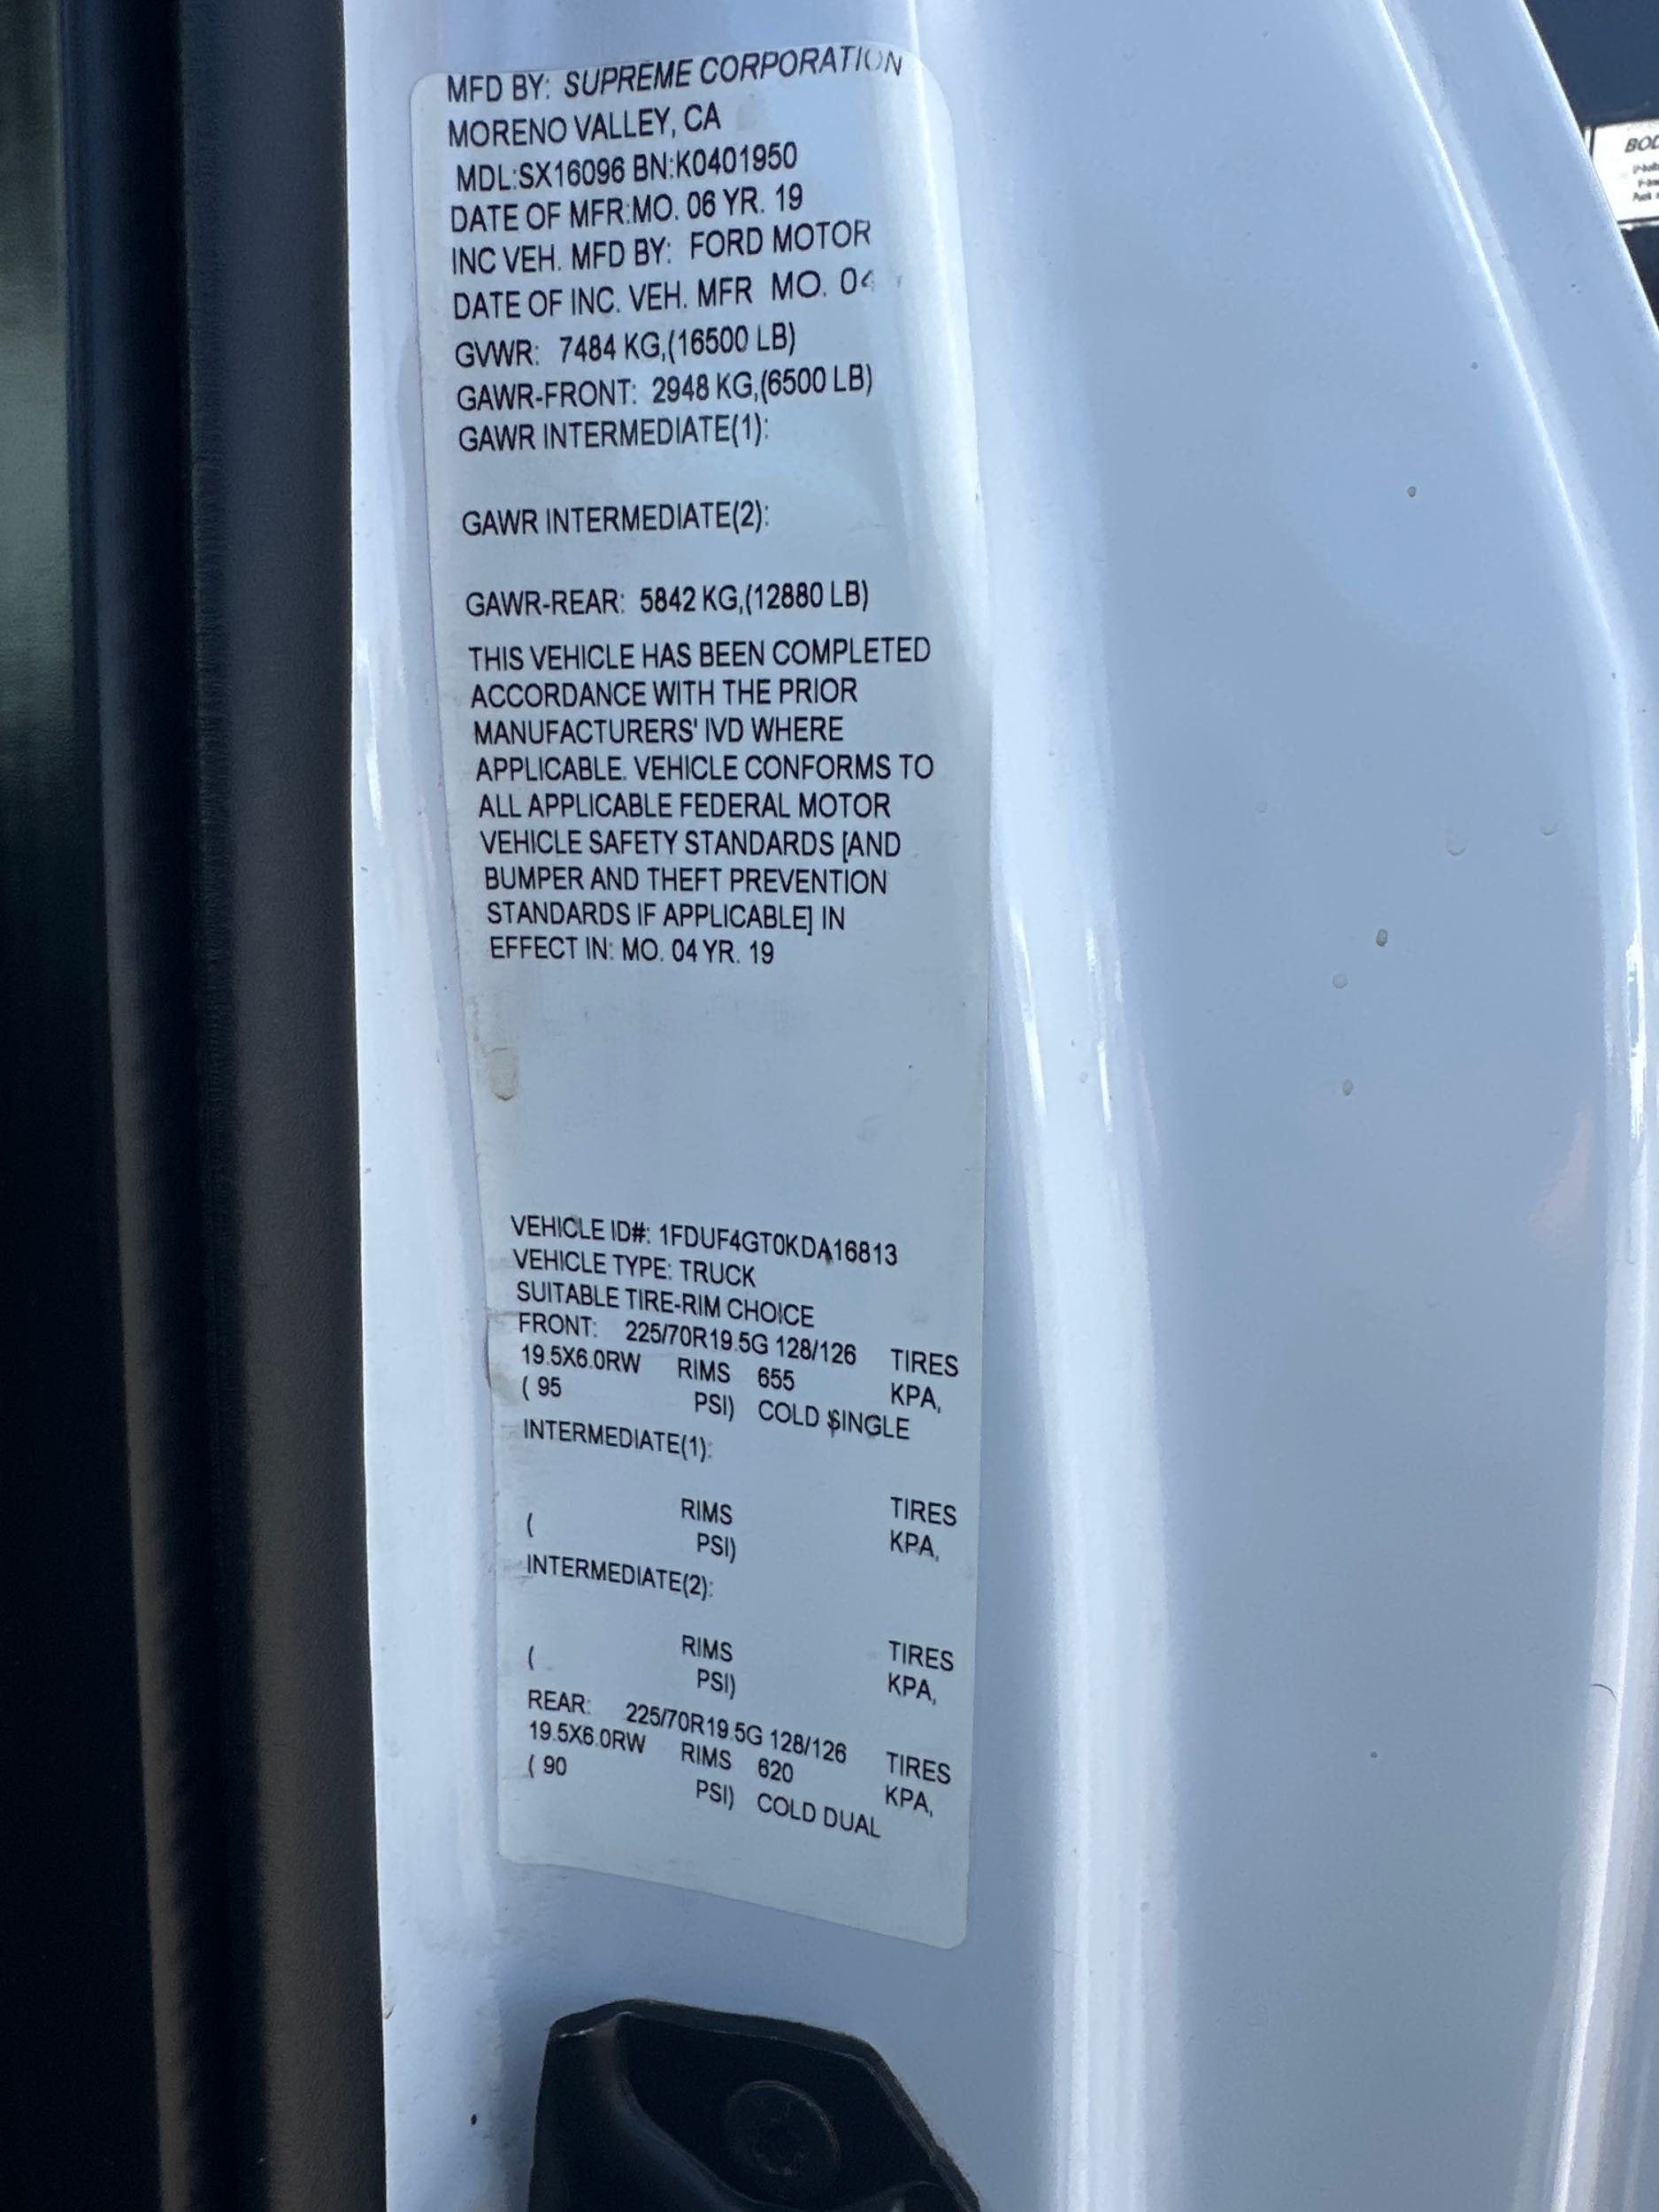 MFD BY: SUPREME CORPORATION
MORENO VALLEY, CA
MDL:SX16096 BN:K0401950
DATE OF MFR:MO. 06 YR. 19
INC VEH. MFD BY: FORD MOTOR
DATE OF INC. VEH. MFR MO. 04
GVWR: 7484 KG,(16500 LB)
GAWR-FRONT: 2948 KG,(6500 LB)
GAWR INTERMEDIATE(1):
GAWR INTERMEDIATE(2):
GAWR-REAR: 5842 KG,(12880 LB)
THIS VEHICLE HAS BEEN COMPLETED
ACCORDANCE WITH THE PRIOR
MANUFACTURERS' IVD WHERE
APPLICABLE. VEHICLE CONFORMS TO
ALL APPLICABLE FEDERAL MOTOR
VEHICLE SAFETY STANDARDS [AND
BUMPER AND THEFT PREVENTION
STANDARDS IF APPLICABLE] IN
EFFECT IN: MO. 04 YR. 19
VEHICLE ID#: 1FDUF4GT0KDA16813
VEHICLE TYPE: TRUCK
SUITABLE TIRE-RIM CHOICE
FRONT: 225/70R19.5G 128/126 TIRES
19.5X6.0RW RIMS 655 KPA,
( 95 PSI) COLD SINGLE
INTERMEDIATE(1):
TIRES
RIMS KPA,
( PSI)
INTERMEDIATE(2):
TIRES
RIMS KPA,
( PSI)
REAR: 225/70R19.5G 128/126 TIRES
19.5X6.0RW RIMS 620 KPA,
( 90 PSI) COLD DUAL